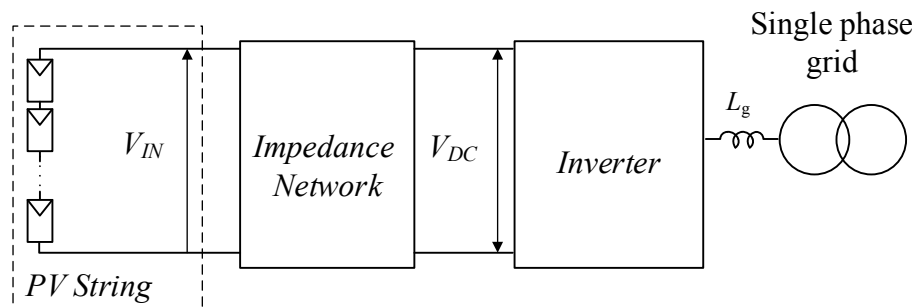 Single phase
grid
L_g
V_IN
Impedance
Network
V_DC
Inverter
PV String